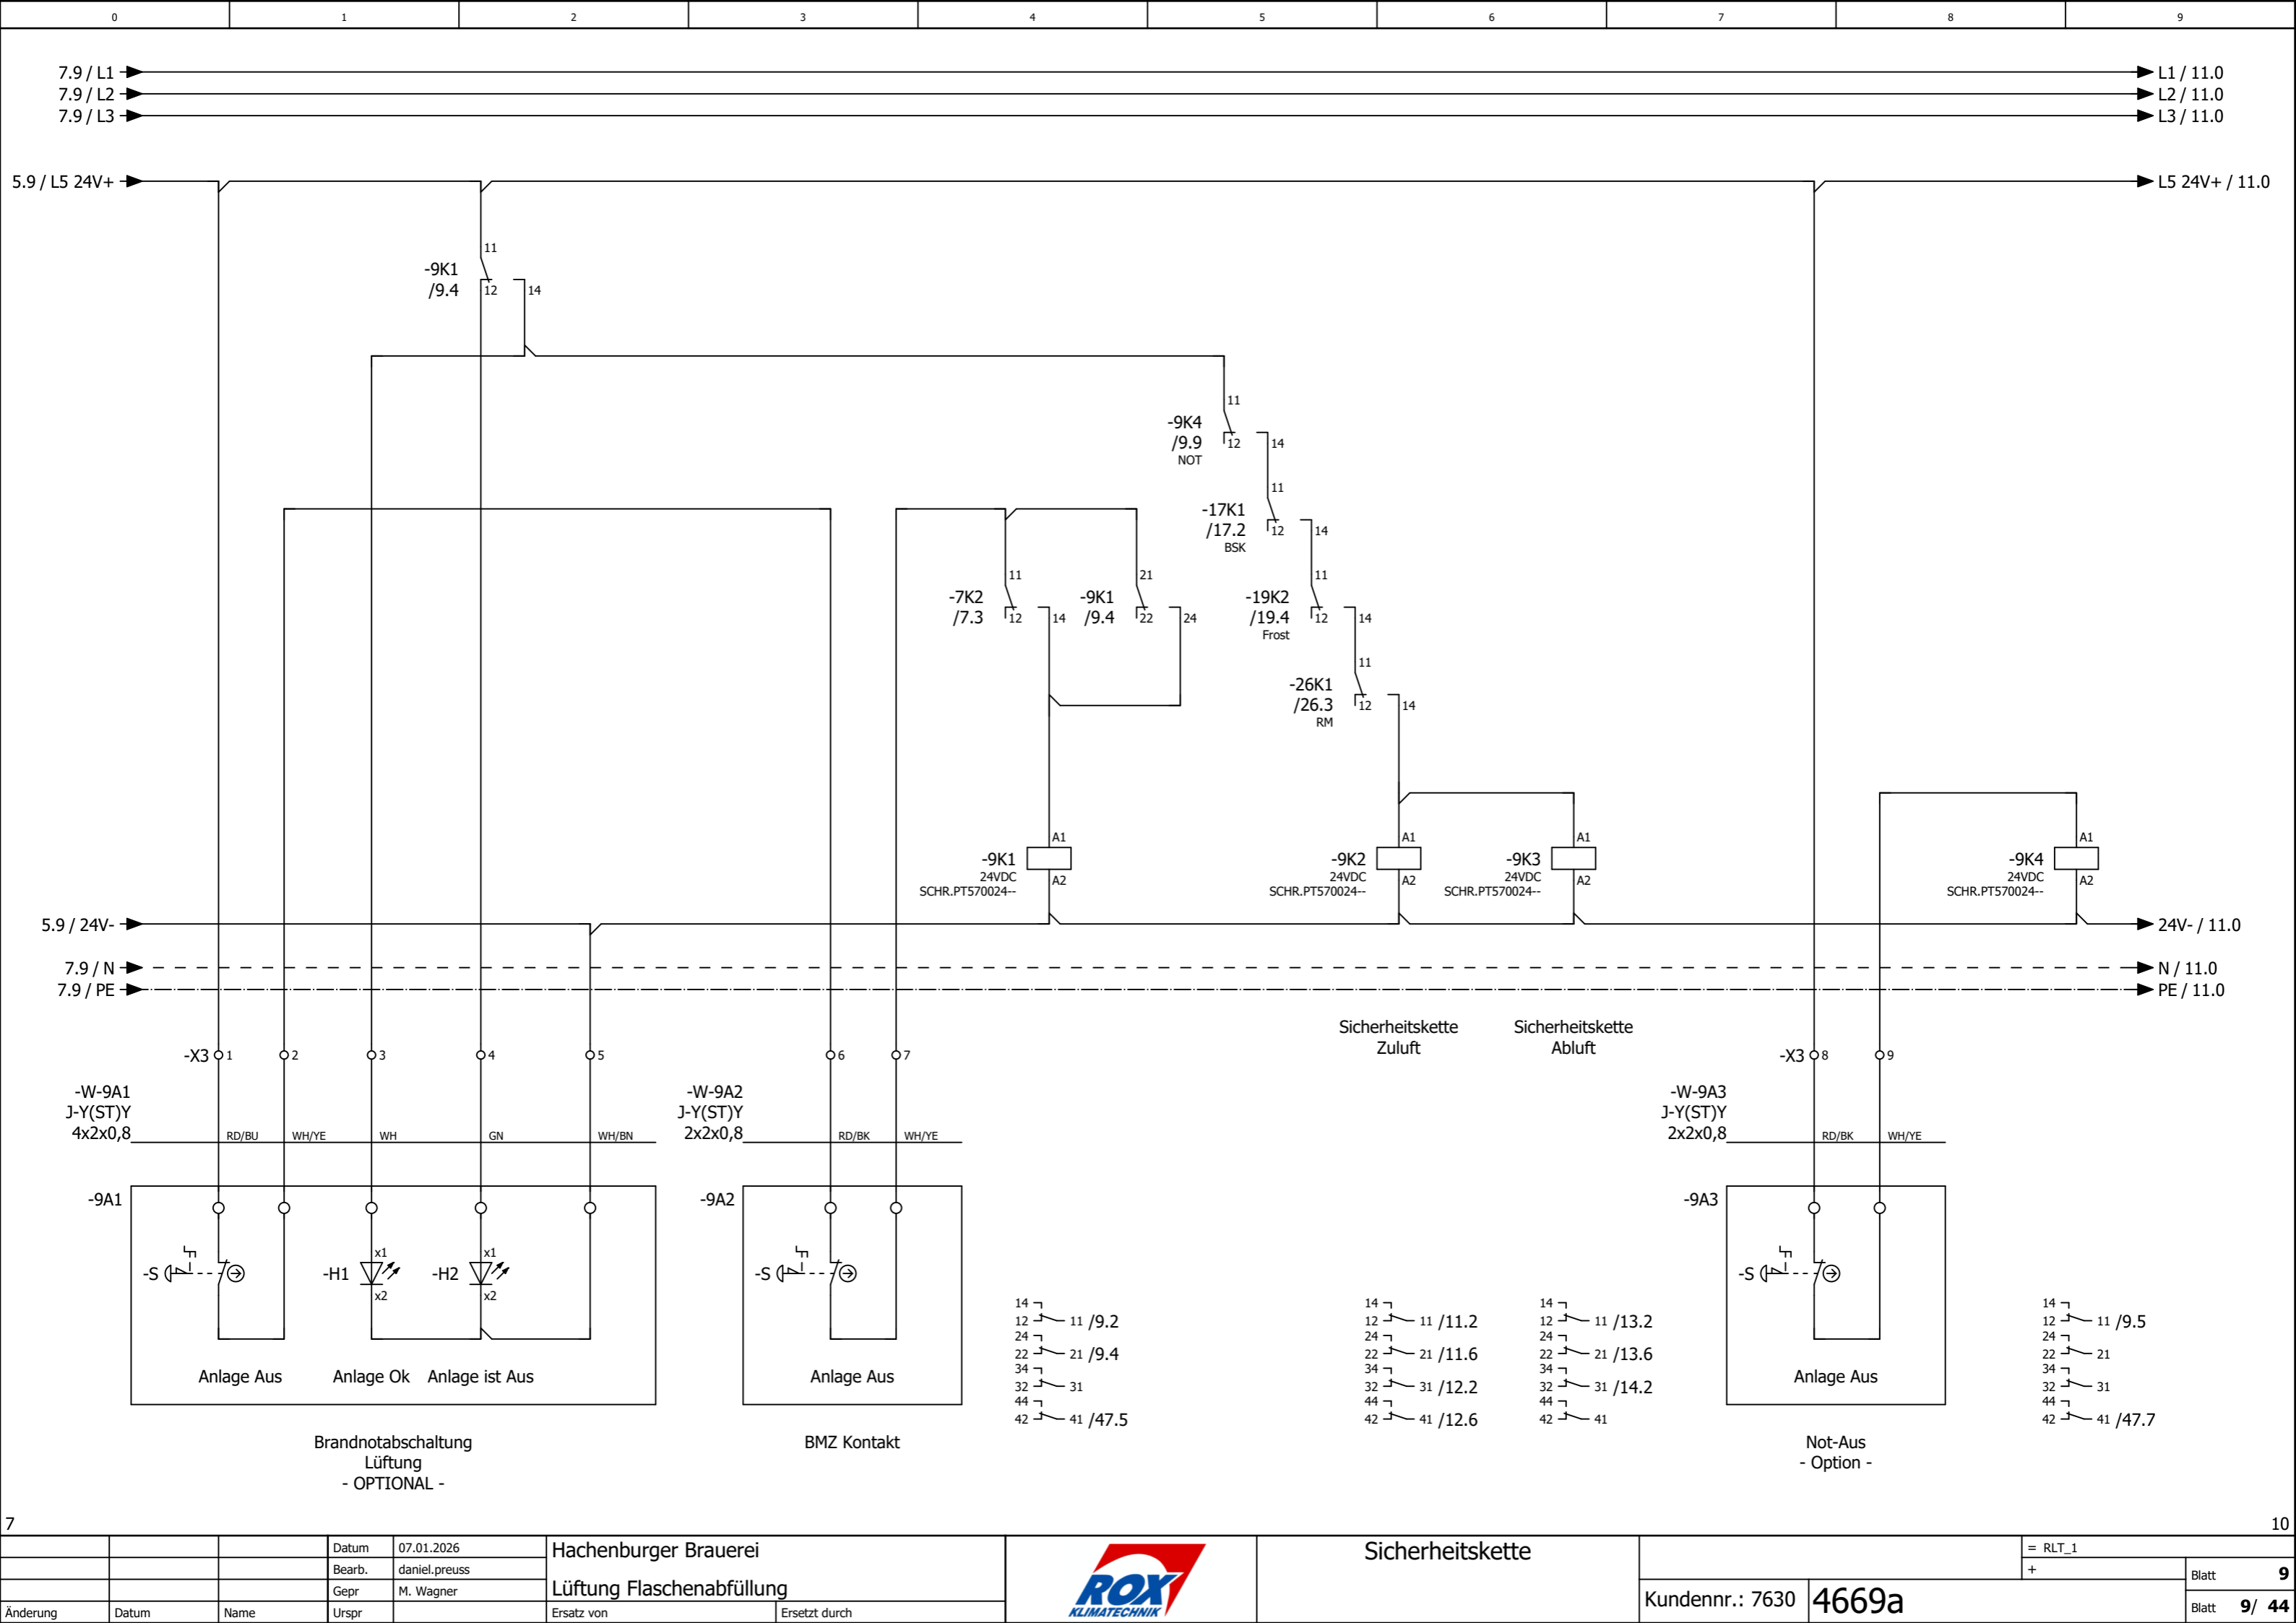 0 1 2 3 4 5 6 7 8 9
7.9 / L1 L1 / 11.0
7.9 / L2 L2 / 11.0
7.9 / L3 L3 / 11.0
5.9 / L5 24V+ L5 24V+ / 11.0
11
-9K1
/9.4 12 14
11
-9K4
/9.9 12 14
NOT
11
-17K1
/17.2 12 14
BSK
11 21 11
-7K2 -9K1 -19K2
/7.3 12 14 /9.4 22 24 /19.4 12 14
Frost
11
-26K1
/26.3 12 14
RM
A1 A1 A1 A1
-9K1 -9K2 -9K3 -9K4
24VDC 24VDC 24VDC 24VDC
A2 A2 A2 A2
SCHR.PT570024-- SCHR.PT570024-- SCHR.PT570024-- SCHR.PT570024--
5.9 / 24V- 24V- / 11.0
7.9 / N N / 11.0
7.9 / PE PE / 11.0
Sicherheitskette Sicherheitskette
Zuluft Abluft
-X3 1 2 3 4 5 6 7 -X3 8 9
-W-9A1 -W-9A2 -W-9A3
J-Y(ST)Y J-Y(ST)Y J-Y(ST)Y
4x2x0,8 RD/BU WH/YE WH GN WH/BN 2x2x0,8 RD/BK WH/YE 2x2x0,8 RD/BK WH/YE
-9A1 -9A2 -9A3
x1 x1
-S -H1 -H2 -S -S
x2 x2
14 14 14 14
12 11 /9.2 12 11 /11.2 12 11 /13.2 12 11 /9.5
24 24 24 24
22 21 /9.4 22 21 /11.6 22 21 /13.6 22 21
34 34 34 34
Anlage Aus Anlage Ok Anlage ist Aus Anlage Aus Anlage Aus
32 31 32 31 /12.2 32 31 /14.2 32 31
44 44 44 44
42 41 /47.5 42 41 /12.6 42 41 42 41 /47.7
Brandnotabschaltung BMZ Kontakt Not-Aus
Lüftung - Option -
- OPTIONAL -
7 10
Datum 07.01.2026 Hachenburger Brauerei Sicherheitskette = RLT_1
Bearb. daniel.preuss + Blatt 9
Gepr M. Wagner Lüftung Flaschenabfüllung ROX Kundennr.: 7630 4669a
KLIMATECHNIK
Änderung Datum Name Urspr Ersatz von Ersetzt durch Blatt 9/ 44